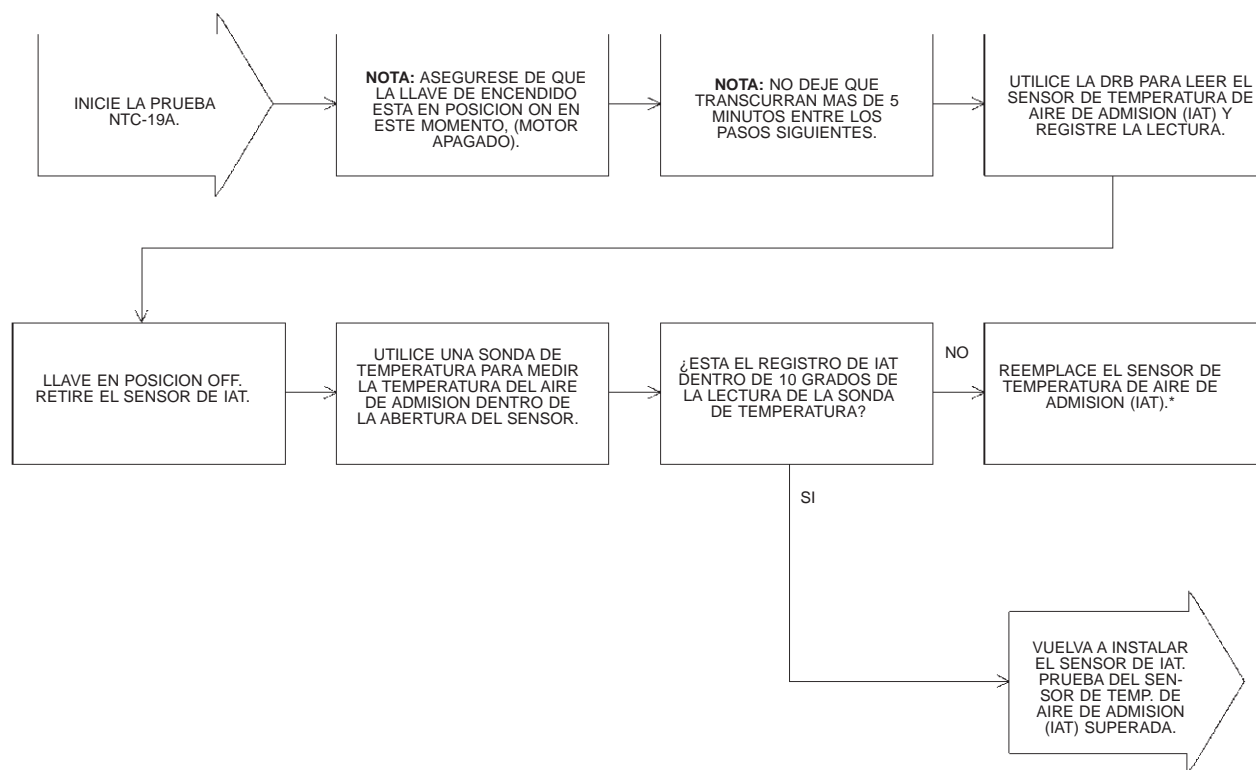 INICIE LA PRUEBA
NTC-19A.
NOTA: ASEGURESE DE QUE
LA LLAVE DE ENCENDIDO
ESTA EN POSICION ON EN
ESTE MOMENTO, (MOTOR
APAGADO).
NOTA: NO DEJE QUE
TRANSCURRAN MAS DE 5
MINUTOS ENTRE LOS
PASOS SIGUIENTES.
UTILICE LA DRB PARA LEER EL
SENSOR DE TEMPERATURA DE
AIRE DE ADMISION (IAT) Y
REGISTRE LA LECTURA.
LLAVE EN POSICION OFF.
RETIRE EL SENSOR DE IAT.
UTILICE UNA SONDA DE
TEMPERATURA PARA MEDIR
LA TEMPERATURA DEL AIRE
DE ADMISION DENTRO DE
LA ABERTURA DEL SENSOR.
¿ESTA EL REGISTRO DE IAT
DENTRO DE 10 GRADOS DE
LA LECTURA DE LA SONDA
DE TEMPERATURA?
NO
REEMPLACE EL SENSOR DE
TEMPERATURA DE AIRE DE
ADMISION (IAT).*
SI
VUELVA A INSTALAR
EL SENSOR DE IAT.
PRUEBA DEL SEN-
SOR DE TEMP. DE
AIRE DE ADMISION
(IAT) SUPERADA.